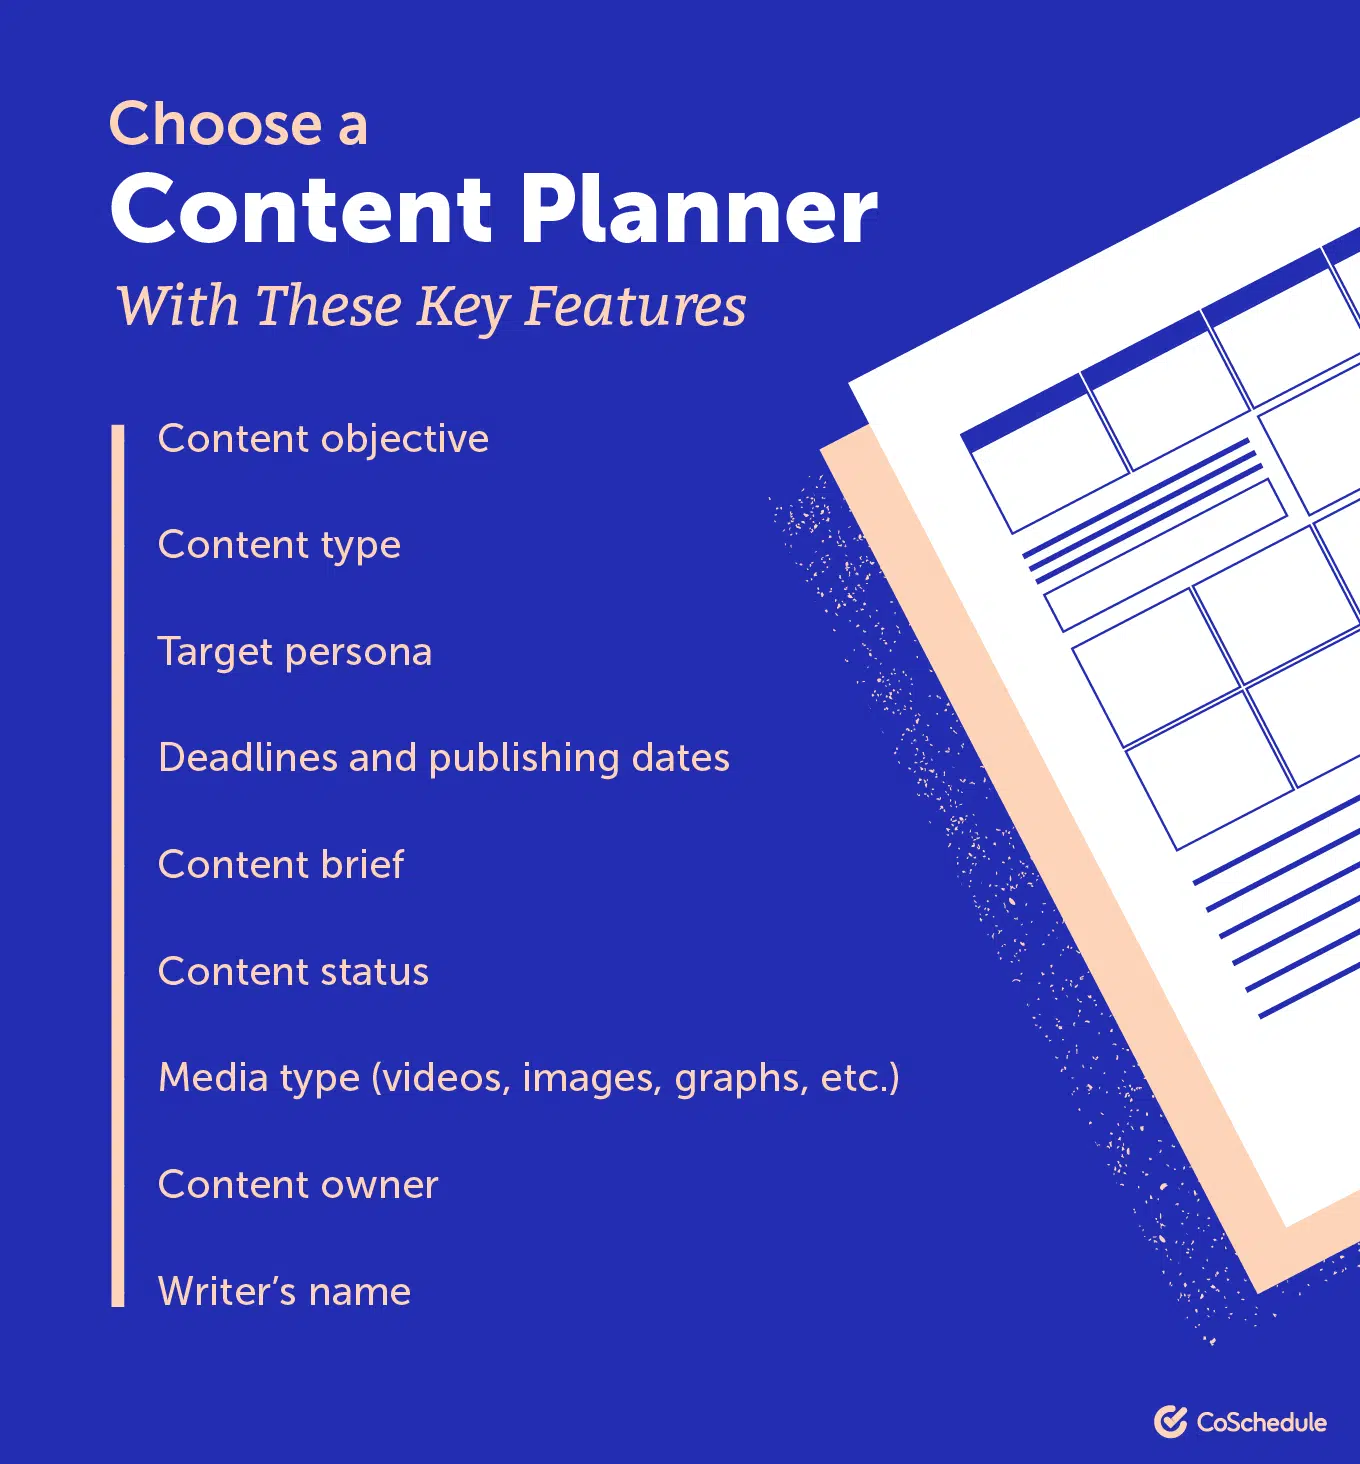 Choose a
Content Planner
With These Key Features
Content objective
Content type
Target persona
Deadlines and publishing dates
Content brief
Content status
Media type (videos, images, graphs, etc.)
Content owner
Writer’s name
CoSchedule